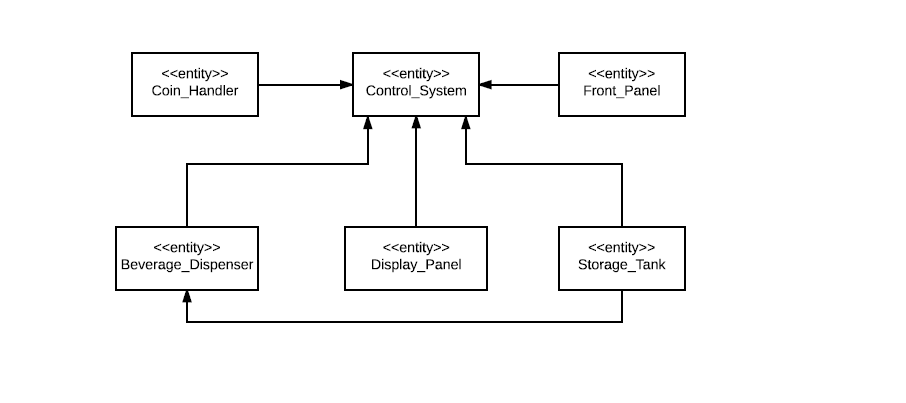 <<entity>>
Coin_Handler
<<entity>>
Control_System
<<entity>>
Front_Panel
<<entity>>
Beverage_Dispenser
<<entity>>
Display_Panel
<<entity>>
Storage_Tank